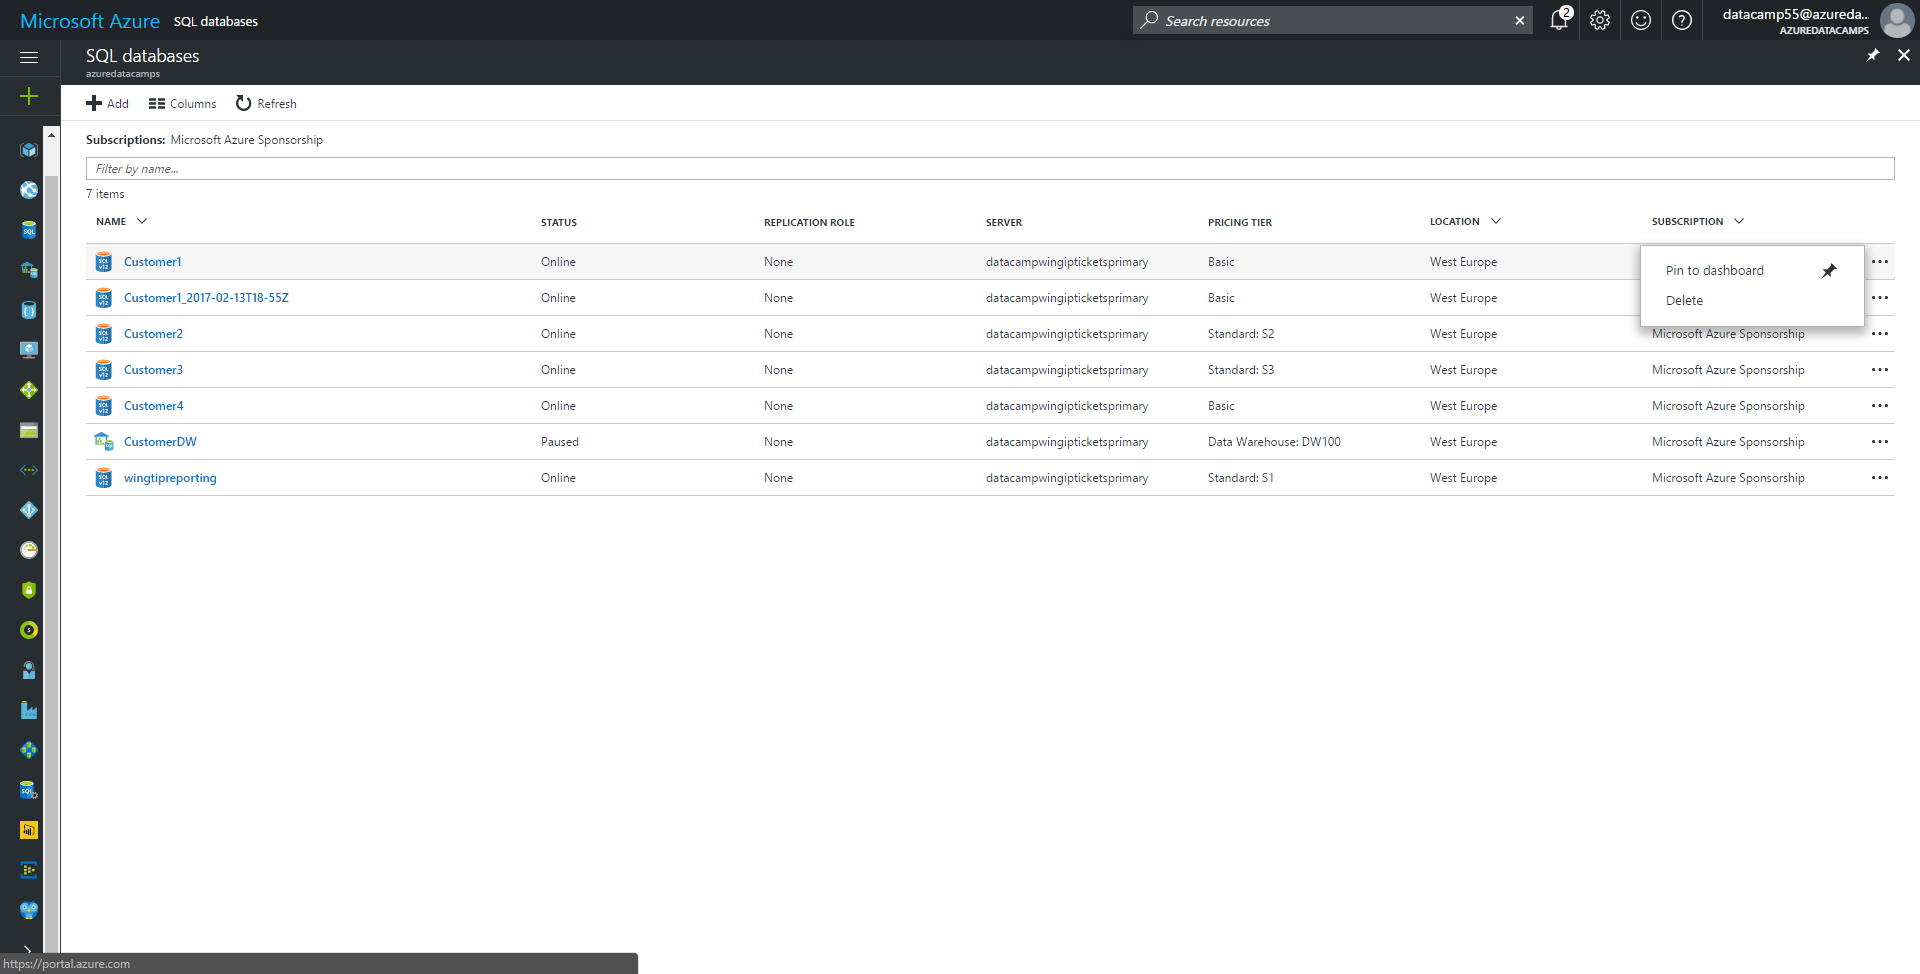 Microsoft Azure SQL databases
Search resources
2
datacamp55@azureda...
AZUREDATACAMPS
SQL databases
azuredatacamps
Add Columns Refresh
Subscriptions: Microsoft Azure Sponsorship
Filter by name...
7 items
NAME STATUS REPLICATION ROLE SERVER PRICING TIER LOCATION SUBSCRIPTION
Customer1 Online None datacampwingipticketsprimary Basic West Europe
Pin to dashboard
Customer1_2017-02-13T18-55Z Online None datacampwingipticketsprimary Basic West Europe
Delete
Customer2 Online None datacampwingipticketsprimary Standard: S2 West Europe Microsoft Azure Sponsorship
Customer3 Online None datacampwingipticketsprimary Standard: S3 West Europe Microsoft Azure Sponsorship
Customer4 Online None datacampwingipticketsprimary Basic West Europe Microsoft Azure Sponsorship
CustomerDW Paused None datacampwingipticketsprimary Data Warehouse: DW100 West Europe Microsoft Azure Sponsorship
wingtipreporting Online None datacampwingipticketsprimary Standard: S1 West Europe Microsoft Azure Sponsorship
https://portal.azure.com